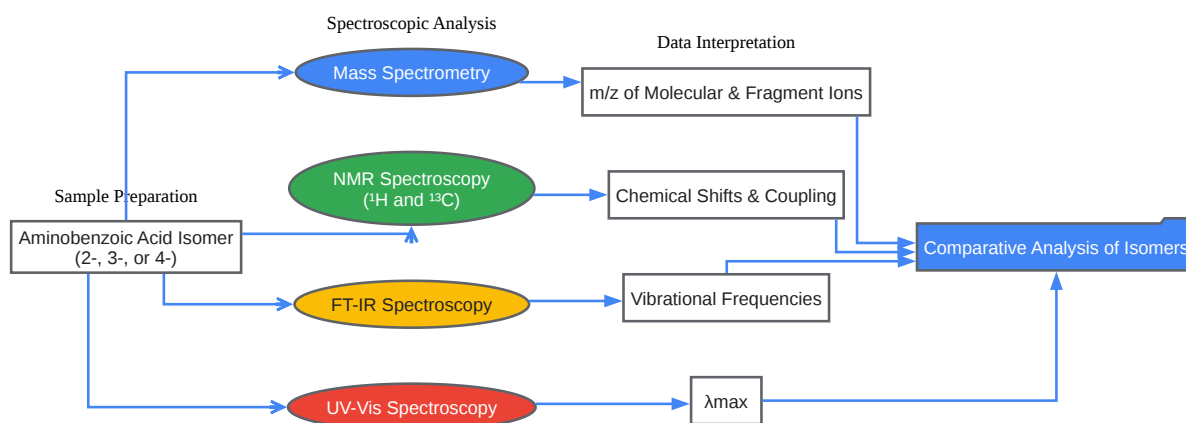 Spectroscopic Analysis
Data Interpretation
Mass Spectrometry
m/z of Molecular & Fragment Ions
Sample Preparation
NMR Spectroscopy
(¹H and ¹³C)
Chemical Shifts & Coupling
Aminobenzoic Acid Isomer
(2-, 3-, or 4-)
Comparative Analysis of Isomers
FT-IR Spectroscopy
Vibrational Frequencies
UV-Vis Spectroscopy
λmax